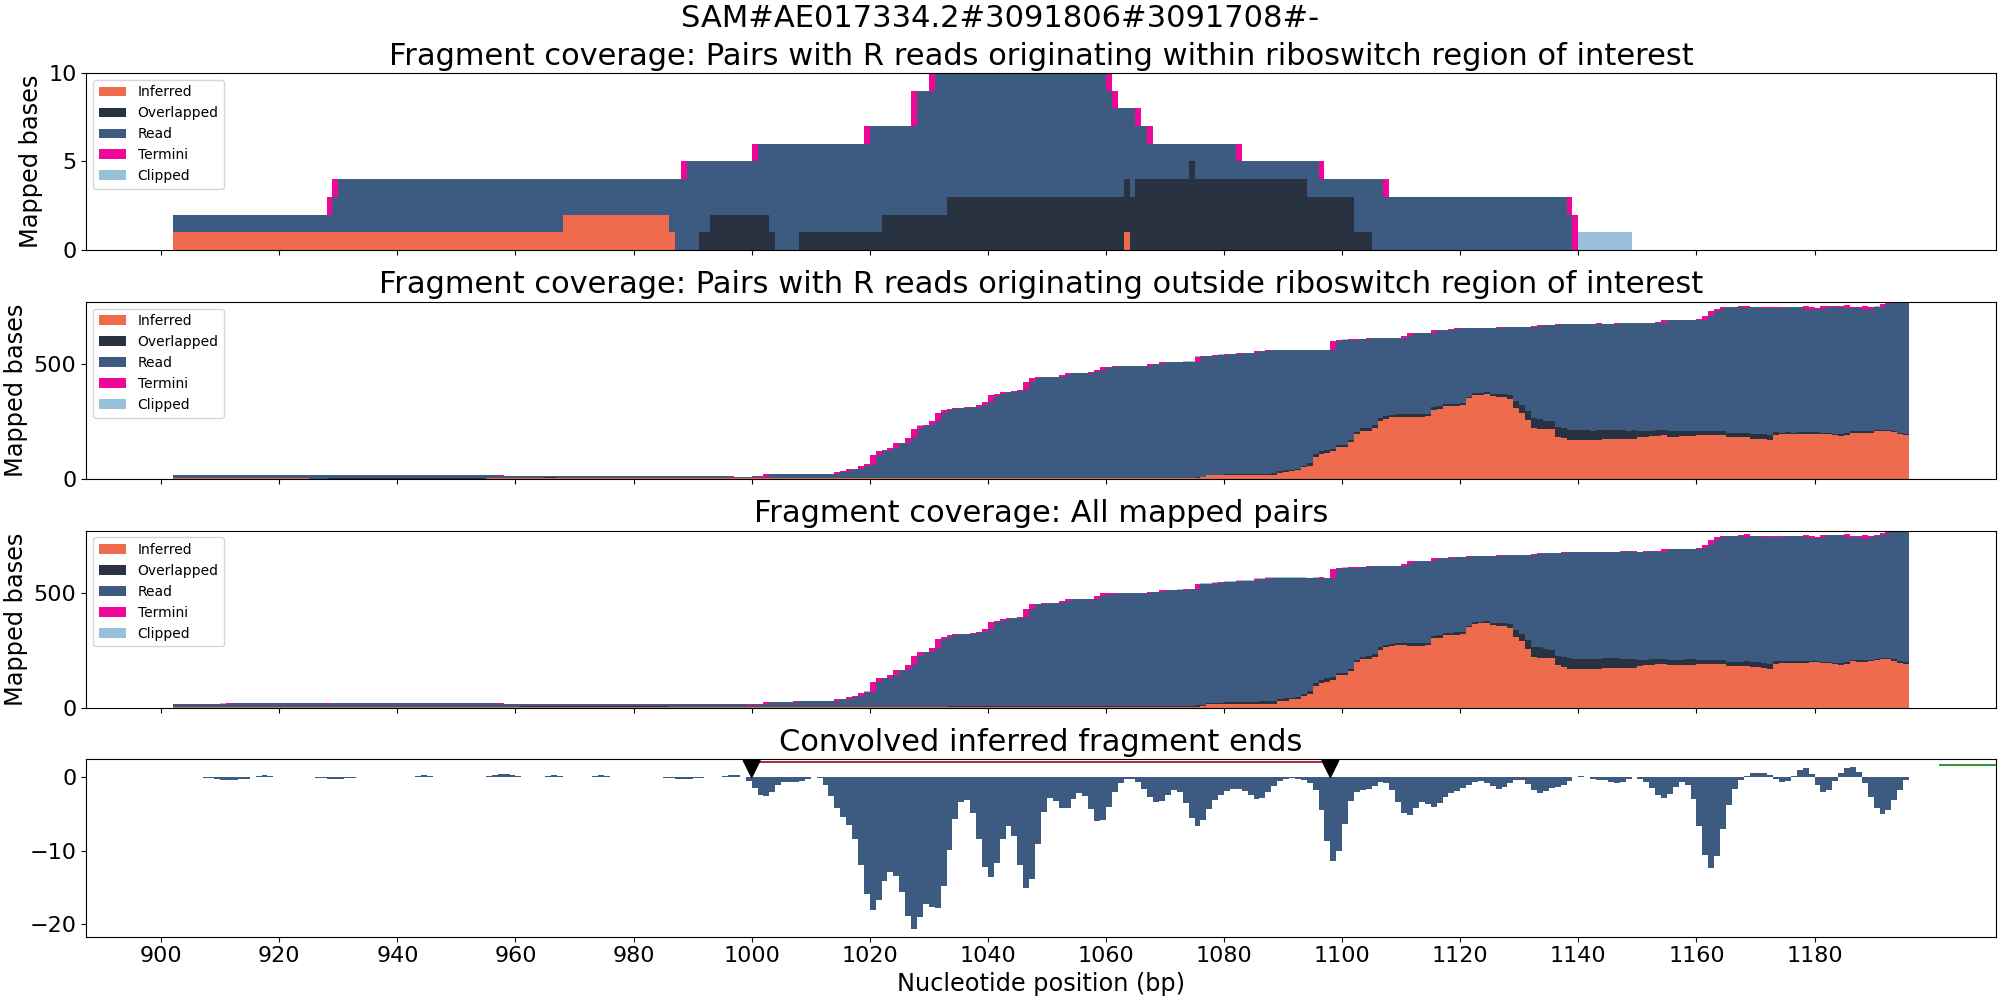 SAM#AE017334.2#3091806#3091708#-
Fragment coverage: Pairs with R reads originating within riboswitch region of interest
Mapped bases
10
5
0
Inferred
Overlapped
Read
Termini
Clipped
Fragment coverage: Pairs with R reads originating outside riboswitch region of interest
Mapped bases
500
0
Inferred
Overlapped
Read
Termini
Clipped
Fragment coverage: All mapped pairs
Mapped bases
500
0
Inferred
Overlapped
Read
Termini
Clipped
Convolved inferred fragment ends
0
−10
−20
900 920 940 960 980 1000 1020 1040 1060 1080 1100 1120 1140 1160 1180
Nucleotide position (bp)